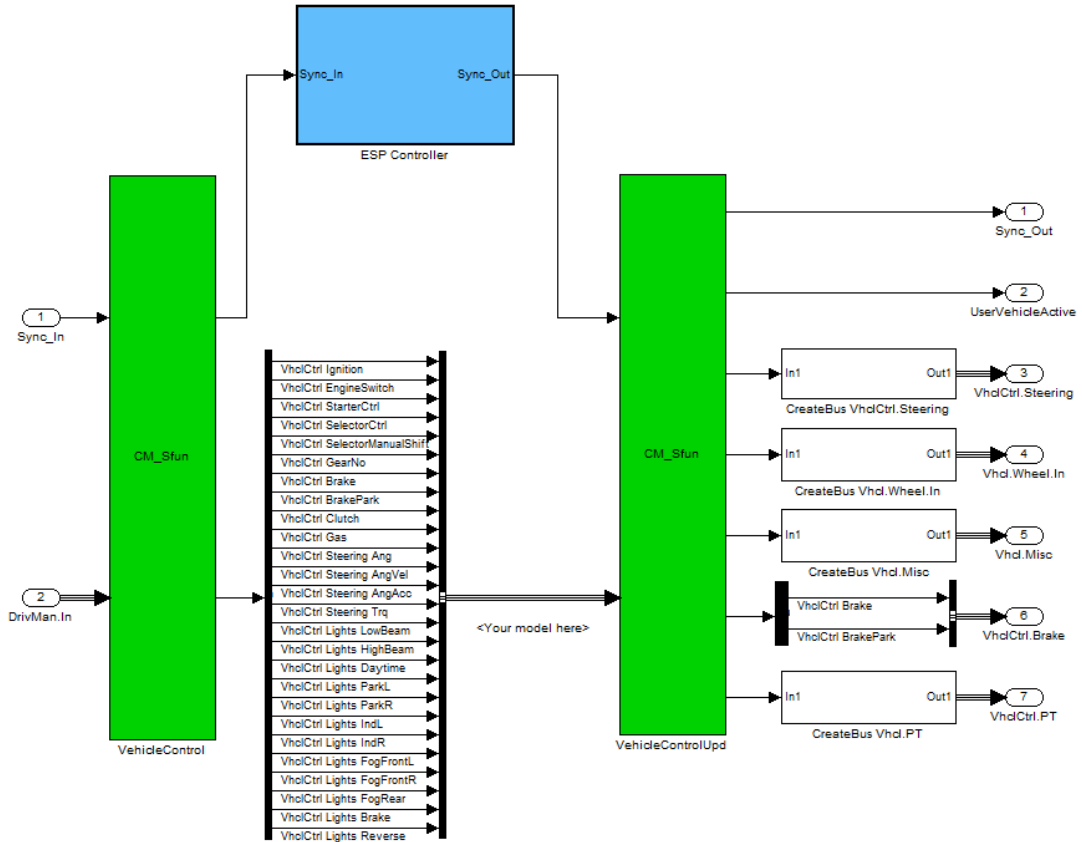 Sync_In
Sync_Out
ESP Controller
1
Sync_In
2
DrivMan.In
CM_Sfun
VehicleControl
VhclCtrl Ignition
VhclCtrl EngineSwitch
VhclCtrl StarterCtrl
VhclCtrl SelectorCtrl
VhclCtrl SelectorManualShift
VhclCtrl GearNo
VhclCtrl Brake
VhclCtrl BrakePark
VhclCtrl Clutch
VhclCtrl Gas
VhclCtrl Steering Ang
VhclCtrl Steering AngVel
VhclCtrl Steering AngAcc
VhclCtrl Steering Trq
VhclCtrl Lights LowBeam
VhclCtrl Lights HighBeam
VhclCtrl Lights Daytime
VhclCtrl Lights ParkL
VhclCtrl Lights ParkR
VhclCtrl Lights IndL
VhclCtrl Lights IndR
VhclCtrl Lights FogFrontL
VhclCtrl Lights FogFrontR
VhclCtrl Lights FogRear
VhclCtrl Lights Brake
VhclCtrl Lights Reverse
<Your model here>
CM_Sfun
VehicleControlUpd
1
Sync_Out
2
UserVehicleActive
In1
Out1
CreateBus VhclCtrl.Steering
3
VhclCtrl.Steering
In1
Out1
CreateBus Vhcl.Wheel.In
4
Vhcl.Wheel.In
In1
Out1
CreateBus Vhcl.Misc
5
Vhcl.Misc
VhclCtrl Brake
VhclCtrl BrakePark
6
VhclCtrl.Brake
In1
Out1
CreateBus Vhcl.PT
7
VhclCtrl.PT